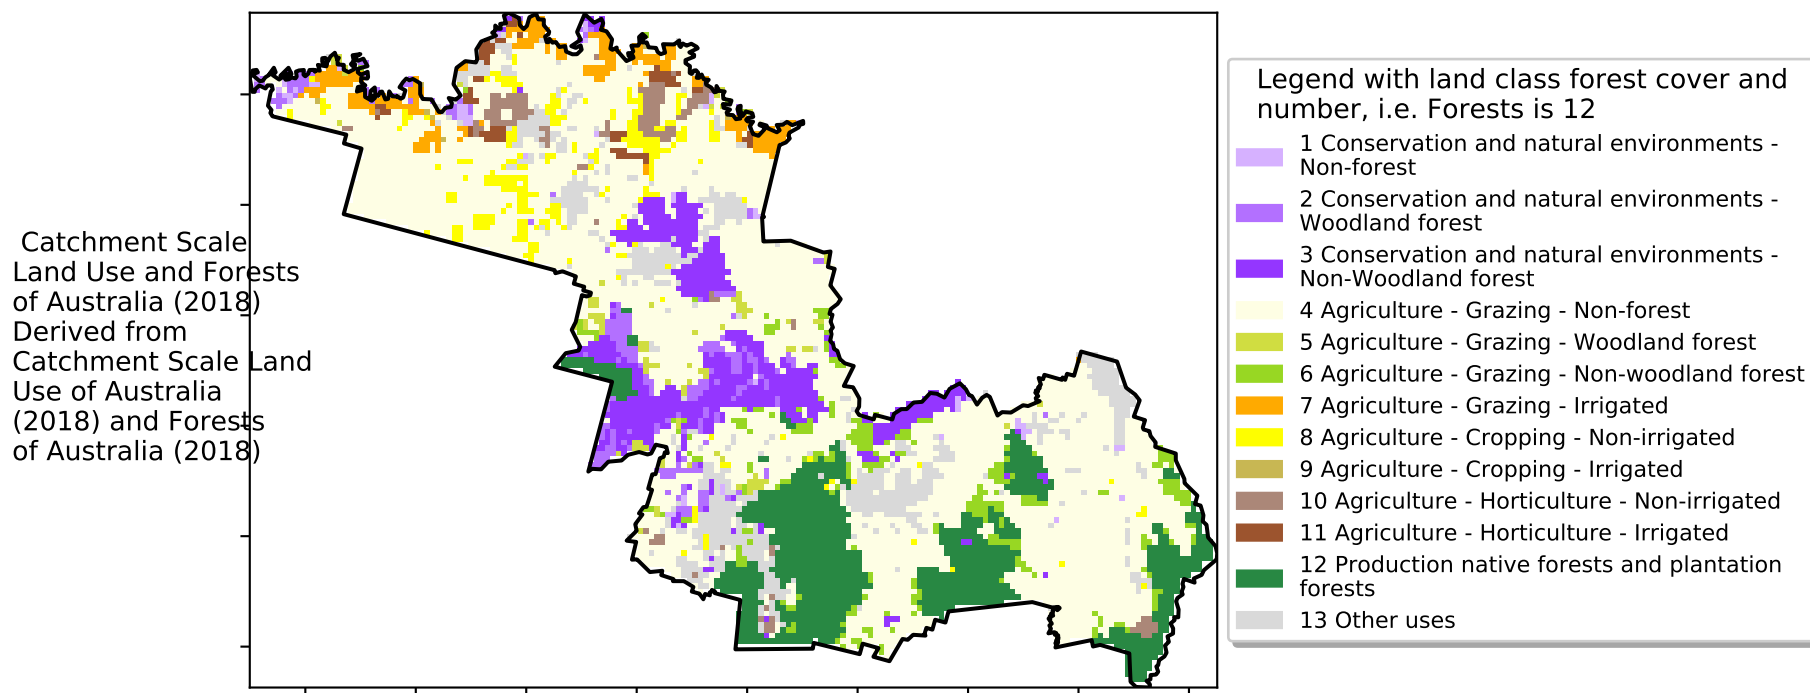 Catchment Scale
Land Use and Forests
of Australia (2018)
Derived from
Catchment Scale Land
Use of Australia
(2018) and Forests
of Australia (2018)
Legend with land class forest cover and
number, i.e. Forests is 12
1 Conservation and natural environments -
Non-forest
2 Conservation and natural environments -
Woodland forest
3 Conservation and natural environments -
Non-Woodland forest
4 Agriculture - Grazing - Non-forest
5 Agriculture - Grazing - Woodland forest
6 Agriculture - Grazing - Non-woodland forest
7 Agriculture - Grazing - Irrigated
8 Agriculture - Cropping - Non-irrigated
9 Agriculture - Cropping - Irrigated
10 Agriculture - Horticulture - Non-irrigated
11 Agriculture - Horticulture - Irrigated
12 Production native forests and plantation
forests
13 Other uses